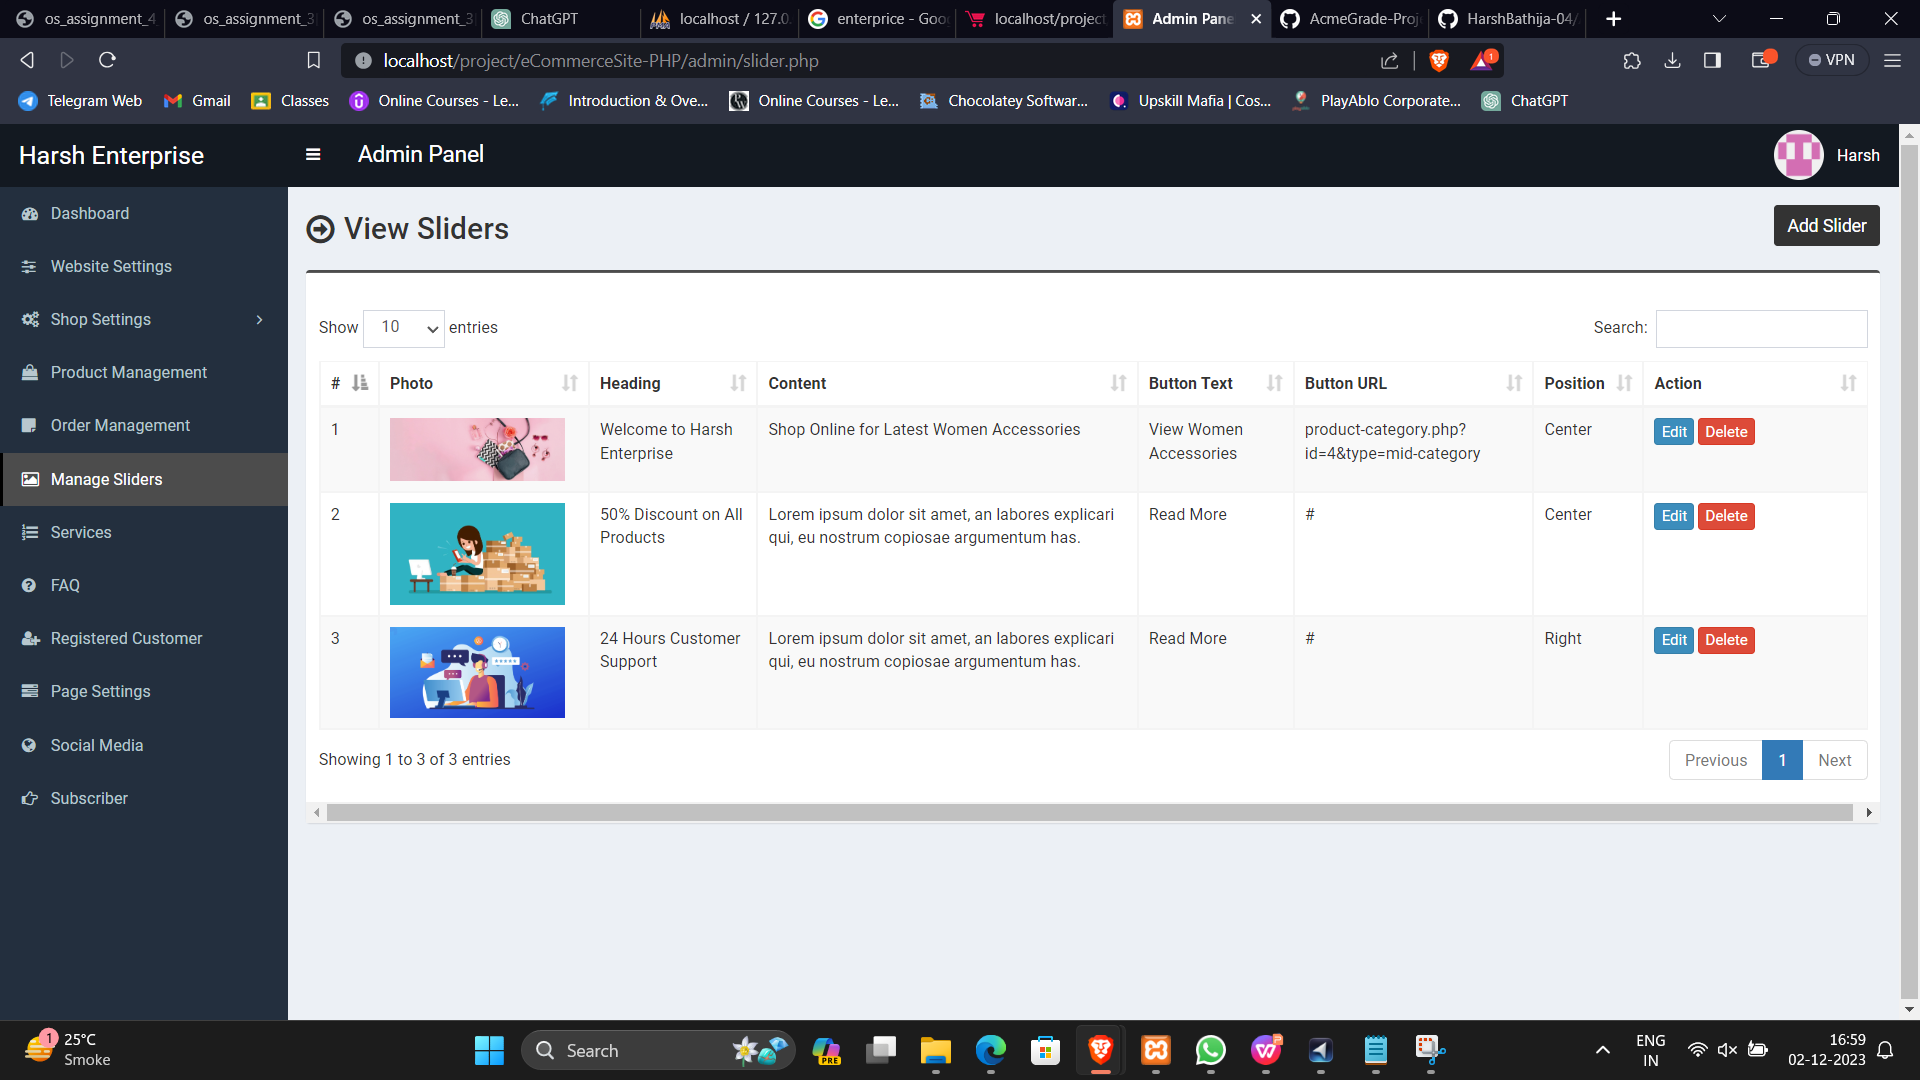 os_assignment_4
os_assignment_3
os_assignment_3
ChatGPT
localhost / 127.0.
enterprice - Goo
localhost/project
Admin Pane
AcmeGrade-Proj
HarshBathija-04/
localhost/project/eCommerceSite-PHP/admin/slider.php
1
VPN
Telegram Web
Gmail
Classes
Online Courses - Le...
Introduction & Ove...
Online Courses - Le...
Chocolatey Softwar...
Upskill Mafia | Cos...
PlayAblo Corporate...
ChatGPT
Harsh Enterprise
Admin Panel
Harsh
Dashboard
Website Settings
Shop Settings
Product Management
Order Management
Manage Sliders
Services
FAQ
Registered Customer
Page Settings
Social Media
Subscriber
View Sliders
Add Slider
Show 10 entries
Search:
# Photo Heading Content Button Text Button URL Position Action
1 Welcome to Harsh Enterprise Shop Online for Latest Women Accessories View Women Accessories product-category.php?id=4&type=mid-category Center Edit Delete
2 50% Discount on All Products Lorem ipsum dolor sit amet, an labores explicari qui, eu nostrum copiosae argumentum has. Read More # Center Edit Delete
3 24 Hours Customer Support Lorem ipsum dolor sit amet, an labores explicari qui, eu nostrum copiosae argumentum has. Read More # Right Edit Delete
Showing 1 to 3 of 3 entries
Previous 1 Next
1
25°C
Smoke
Search
PRE
ENG
IN
16:59
02-12-2023